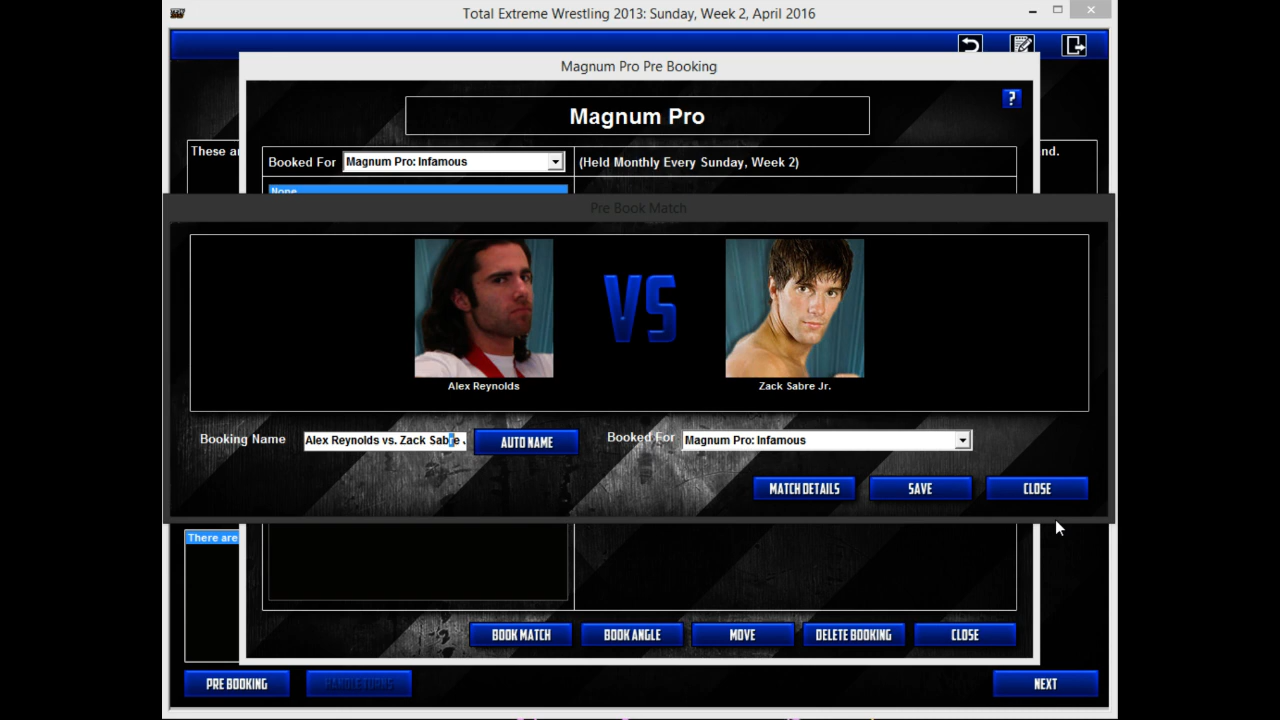 Total Extreme Wrestling 2013: Sunday, Week 2, April 2016
Magnum Pro Pre Booking
?
Magnum Pro
These a
nd.
Booked For Magnum Pro: Infamous (Held Monthly Every Sunday, Week 2)
None
Pre Book Match
VS
Alex Reynolds Zack Sabre Jr.
Booking Name Alex Reynolds vs. Zack Sabre AUTO NAME Booked For Magnum Pro: Infamous
MATCH DETAILS SAVE CLOSE
There are
BOOK MATCH BOOK ANGLE MOVE DELETE BOOKING CLOSE
PRE BOOKING HANDLE TURNS NEXT